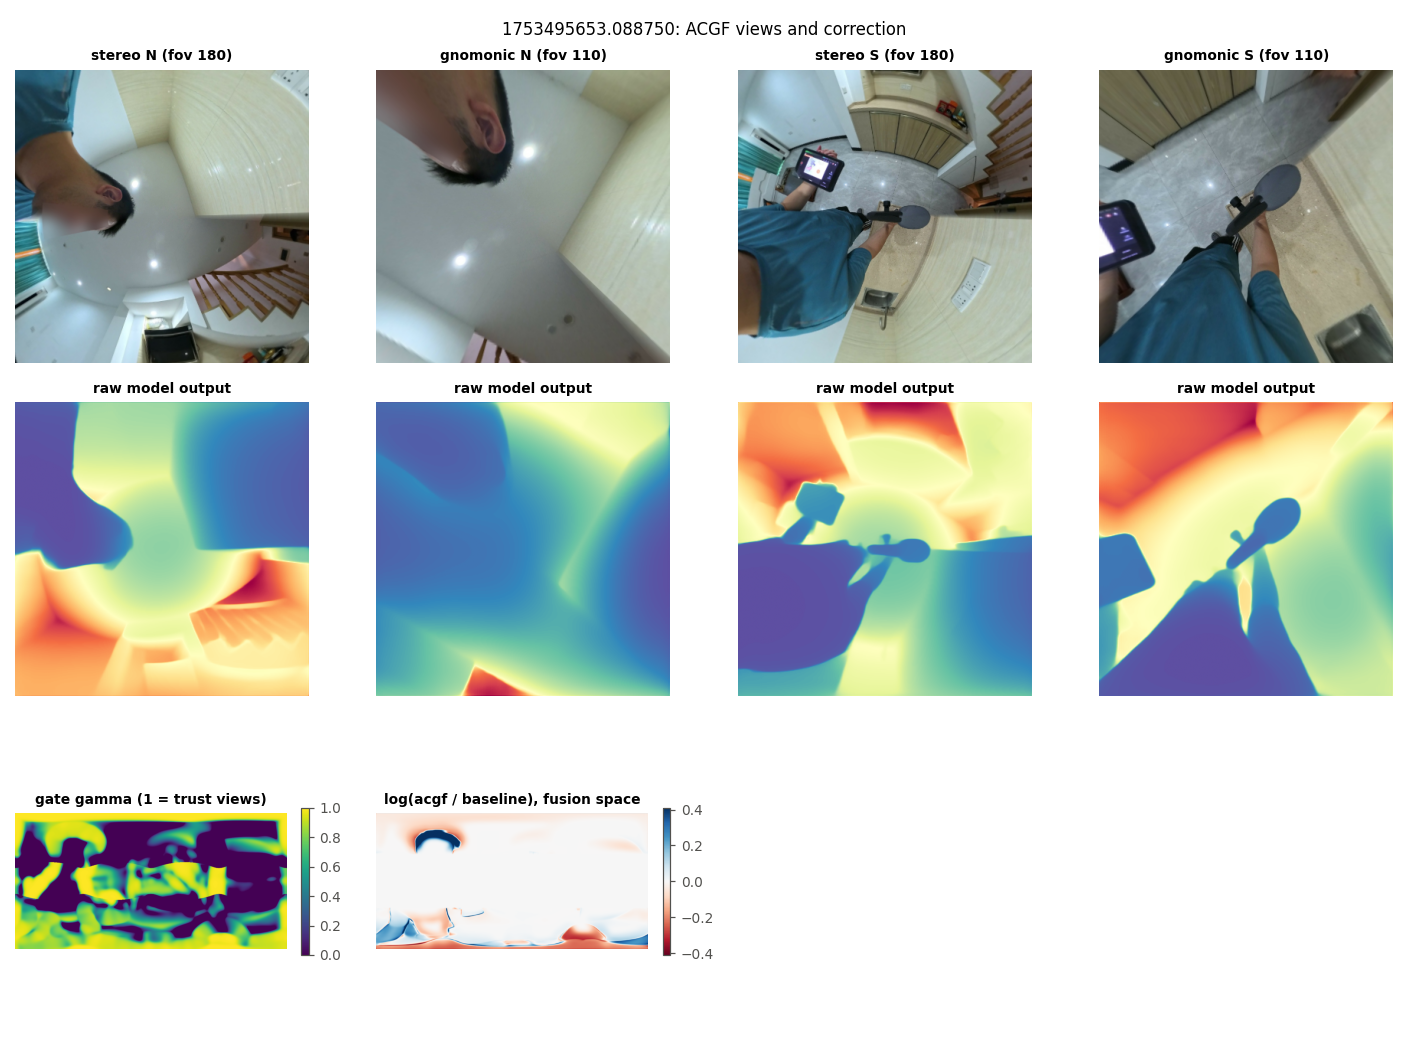 1753495653.088750: ACGF views and correction
stereo N (fov 180)
gnomonic N (fov 110)
stereo S (fov 180)
gnomonic S (fov 110)
raw model output
raw model output
raw model output
raw model output
gate gamma (1 = trust views)
1.0
0.8
0.6
0.4
0.2
0.0
log(acgf / baseline), fusion space
0.4
0.2
0.0
−0.2
−0.4